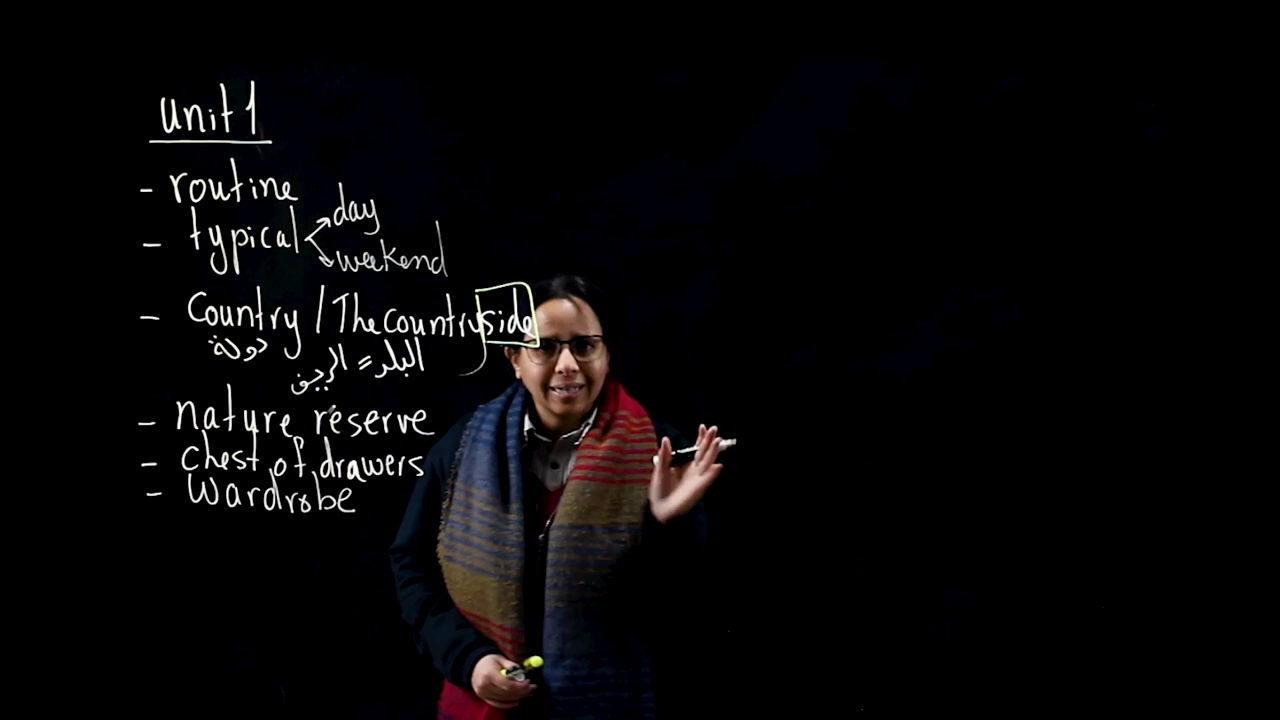 Unit 1
- routine
- typical day
weekend
- Country / The countryside
دولة البلد = الريف
- nature reserve
- chest of drawers
- Wardrobe